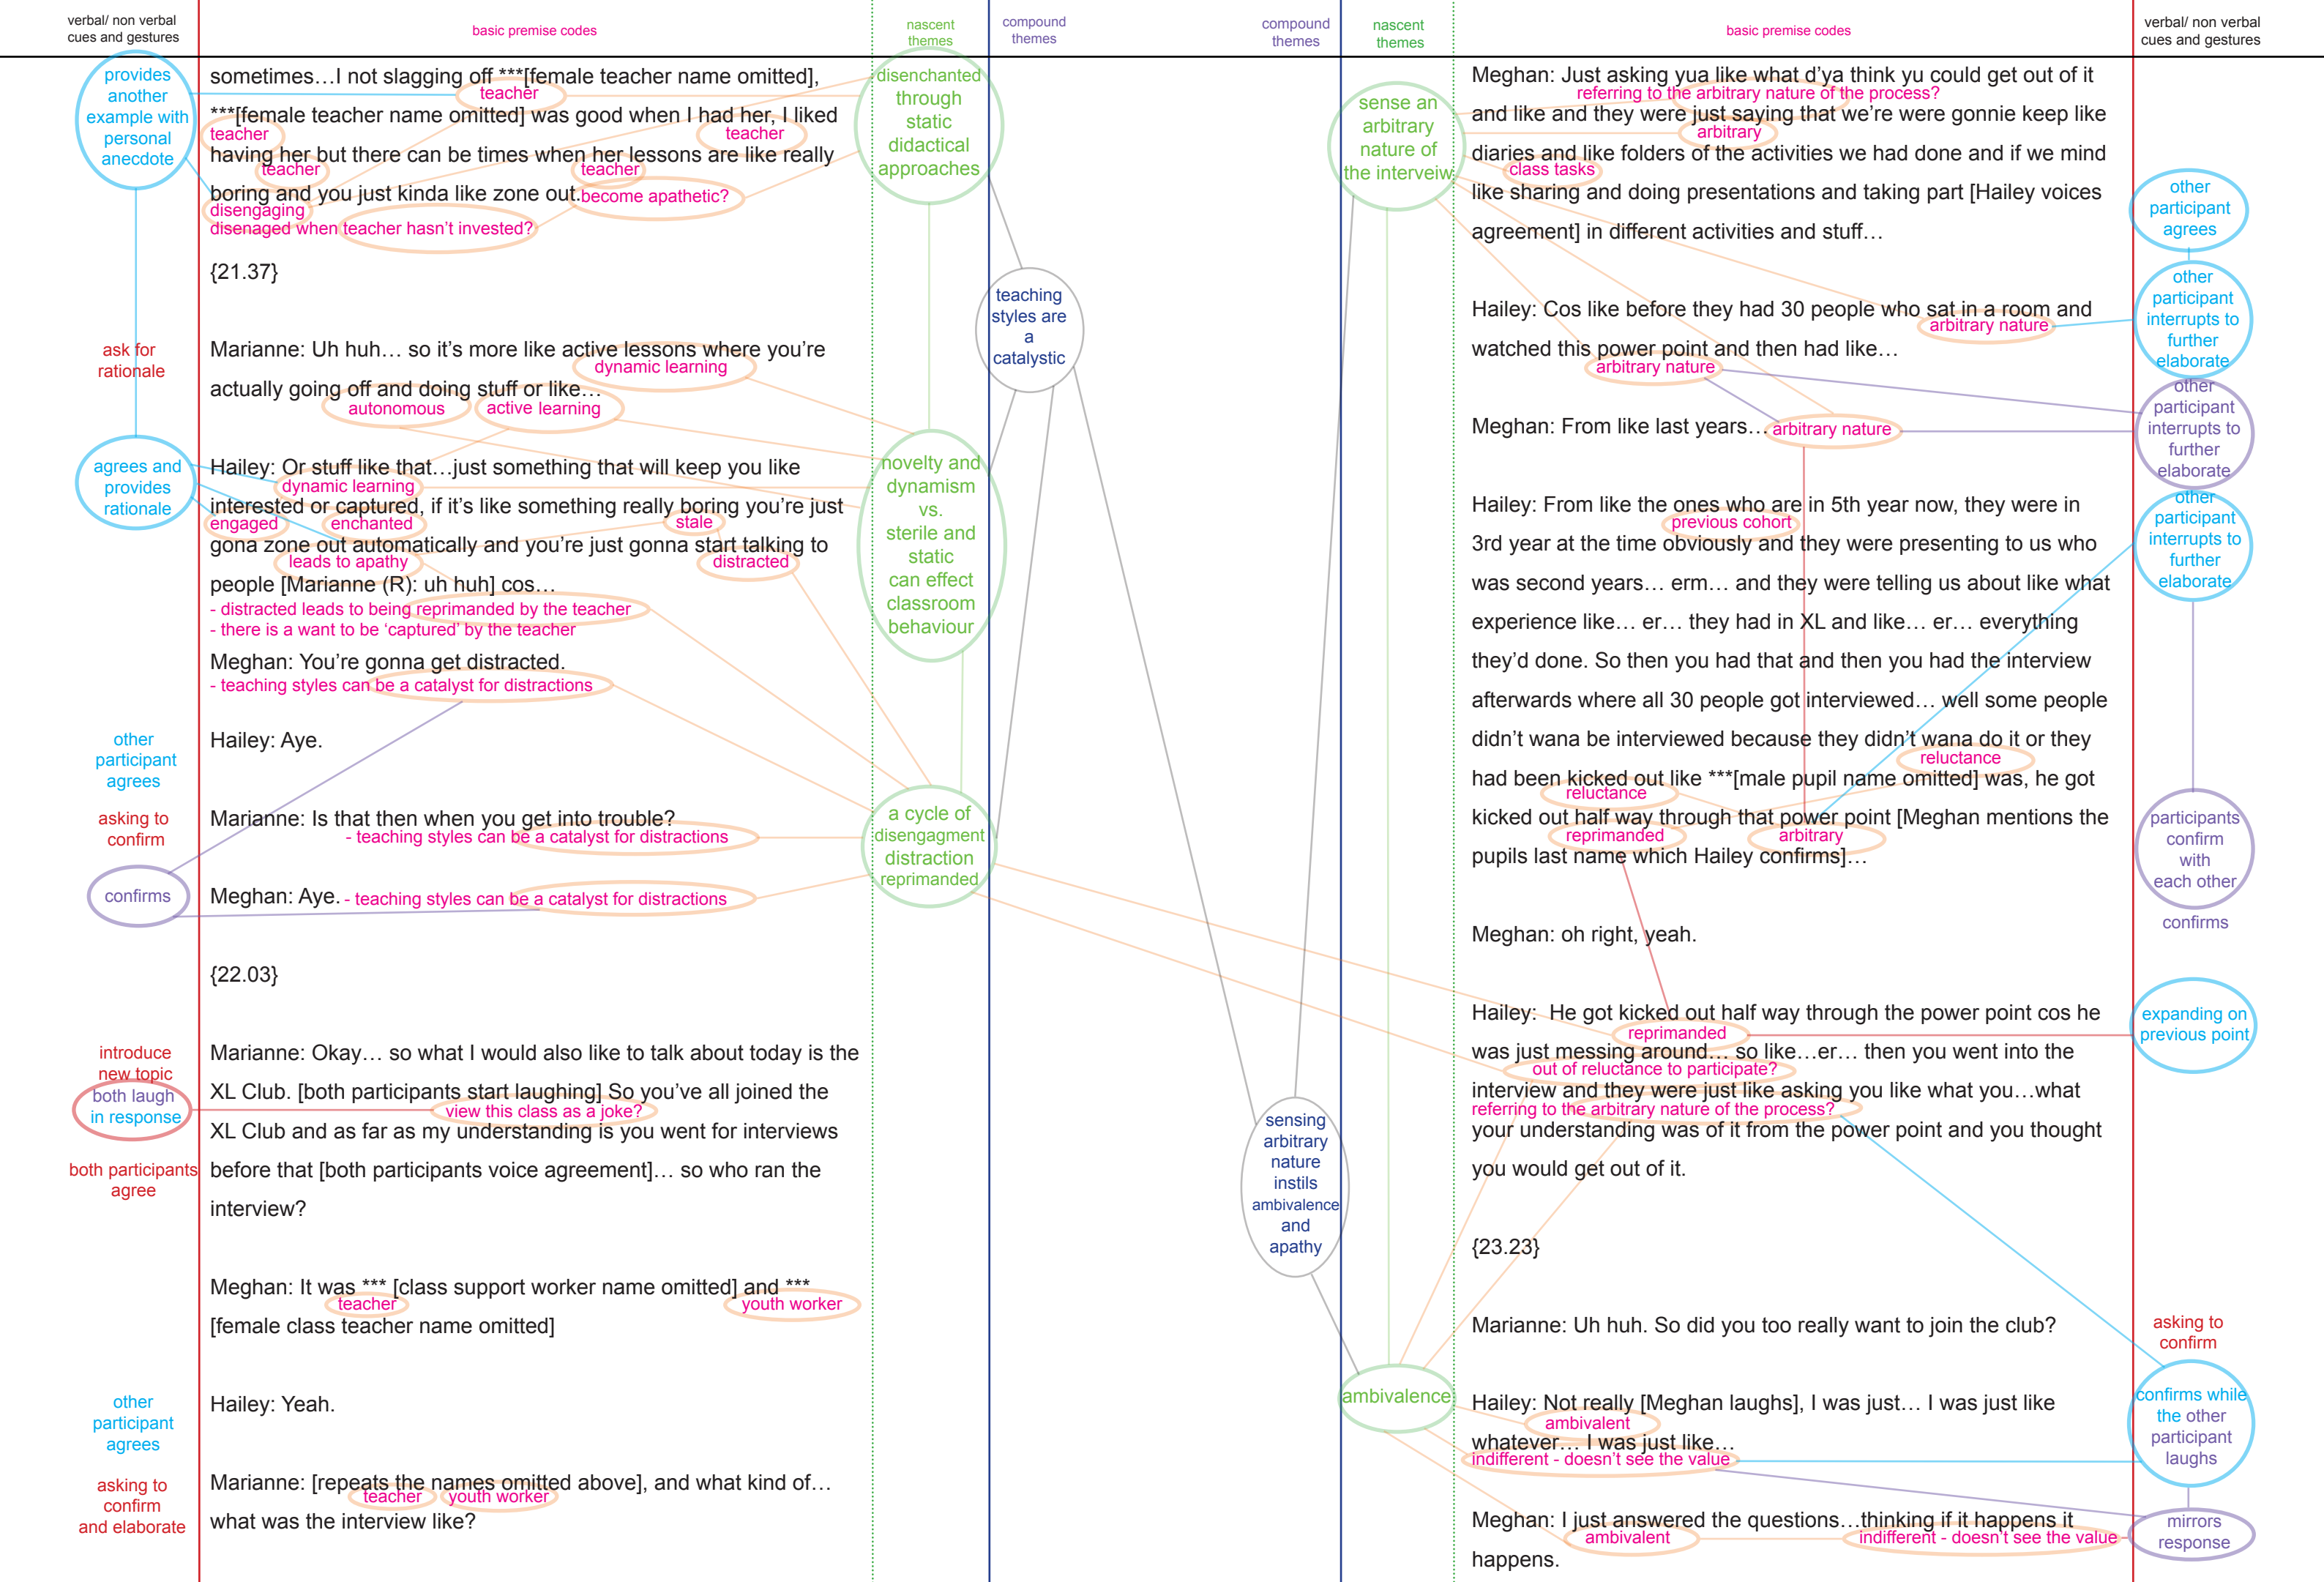 verbal/ non verbal
cues and gestures
basic premise codes
nascent
themes
compound
themes
compound
themes
nascent
themes
basic premise codes
verbal/ non verbal
cues and gestures
provides
another
example with
personal
anecdote
ask for
rationale
agrees and
provides
rationale
other
participant
agrees
asking to
confirm
confirms
introduce
new topic
both laugh
in response
both participants
agree
other
participant
agrees
asking to
confirm
and elaborate
sometimes…I not slagging off ***[female teacher name omitted],
teacher
***[female teacher name omitted] was good when I had her, I liked
teacher teacher
having her but there can be times when her lessons are like really
teacher teacher
boring and you just kinda like zone out. become apathetic?
disengaging
disenaged when teacher hasn't invested?
{21.37}
Marianne: Uh huh… so it's more like active lessons where you're
dynamic learning
actually going off and doing stuff or like…
autonomous active learning
Hailey: Or stuff like that…just something that will keep you like
dynamic learning
interested or captured, if it's like something really boring you're just
engaged enchanted stale
gona zone out automatically and you're just gonna start talking to
leads to apathy distracted
people [Marianne (R): uh huh] cos…
- distracted leads to being reprimanded by the teacher
- there is a want to be 'captured' by the teacher
Meghan: You're gonna get distracted.
- teaching styles can be a catalyst for distractions
Hailey: Aye.
Marianne: Is that then when you get into trouble?
- teaching styles can be a catalyst for distractions
Meghan: Aye. - teaching styles can be a catalyst for distractions
{22.03}
Marianne: Okay… so what I would also like to talk about today is the
XL Club. [both participants start laughing] So you've all joined the
view this class as a joke?
XL Club and as far as my understanding is you went for interviews
before that [both participants voice agreement]… so who ran the
interview?
Meghan: It was *** [class support worker name omitted] and ***
teacher youth worker
[female class teacher name omitted]
Hailey: Yeah.
Marianne: [repeats the names omitted above], and what kind of…
teacher youth worker
what was the interview like?
disenchanted
through
static
didactical
approaches
novelty and
dynamism
vs.
sterile and
static
can effect
classroom
behaviour
a cycle of
disengagment
distraction
reprimanded
teaching
styles are
a
catalystic
sensing
arbitrary
nature
instils
ambivalence
and
apathy
sense an
arbitrary
nature of
the interveiw
ambivalence
Meghan: Just asking yua like what d'ya think yu could get out of it
referring to the arbitrary nature of the process?
and like and they were just saying that we're were gonnie keep like
arbitrary
diaries and like folders of the activities we had done and if we mind
class tasks
like sharing and doing presentations and taking part [Hailey voices
agreement] in different activities and stuff…
Hailey: Cos like before they had 30 people who sat in a room and
arbitrary nature
watched this power point and then had like…
arbitrary nature
Meghan: From like last years… arbitrary nature
Hailey: From like the ones who are in 5th year now, they were in
previous cohort
3rd year at the time obviously and they were presenting to us who
was second years… erm… and they were telling us about like what
experience like… er… they had in XL and like… er… everything
they'd done. So then you had that and then you had the interview
afterwards where all 30 people got interviewed… well some people
didn't wana be interviewed because they didn't wana do it or they
reluctance
had been kicked out like ***[male pupil name omitted] was, he got
reluctance
kicked out half way through that power point [Meghan mentions the
reprimanded arbitrary
pupils last name which Hailey confirms]…
Meghan: oh right, yeah.
Hailey: He got kicked out half way through the power point cos he
reprimanded
was just messing around… so like…er… then you went into the
out of reluctance to participate?
interview and they were just like asking you like what you…what
referring to the arbitrary nature of the process?
your understanding was of it from the power point and you thought
you would get out of it.
{23.23}
Marianne: Uh huh. So did you too really want to join the club?
Hailey: Not really [Meghan laughs], I was just… I was just like
ambivalent
whatever… I was just like…
indifferent - doesn't see the value
Meghan: I just answered the questions…thinking if it happens it
ambivalent indifferent - doesn't see the value
happens.
other
participant
agrees
other
participant
interrupts to
further
elaborate
other
participant
interrupts to
further
elaborate
other
participant
interrupts to
further
elaborate
participants
confirm
with
each other
confirms
expanding on
previous point
asking to
confirm
confirms while
the other
participant
laughs
mirrors
response